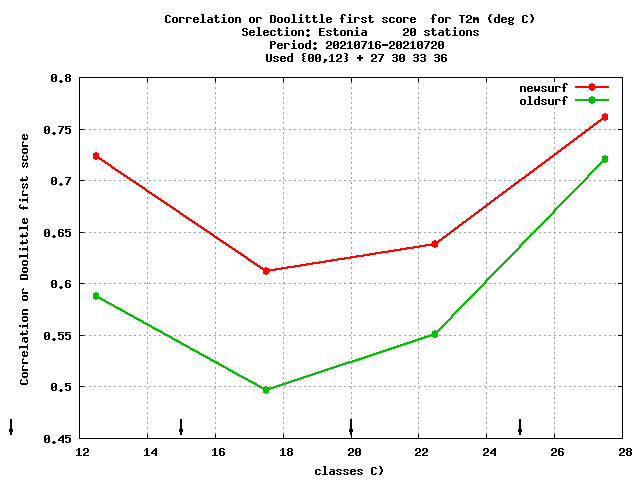 Correlation or Doolittle first score  for T2m (deg C)
Selection: Estonia     20 stations
Period: 20210716-20210720
Used {00,12} + 27 30 33 36
newsurf
oldsurf
Correlation or Doolittle first score
0.8
0.75
0.7
0.65
0.6
0.55
0.5
0.45
12 14 16 18 20 22 24 26 28
classes C)